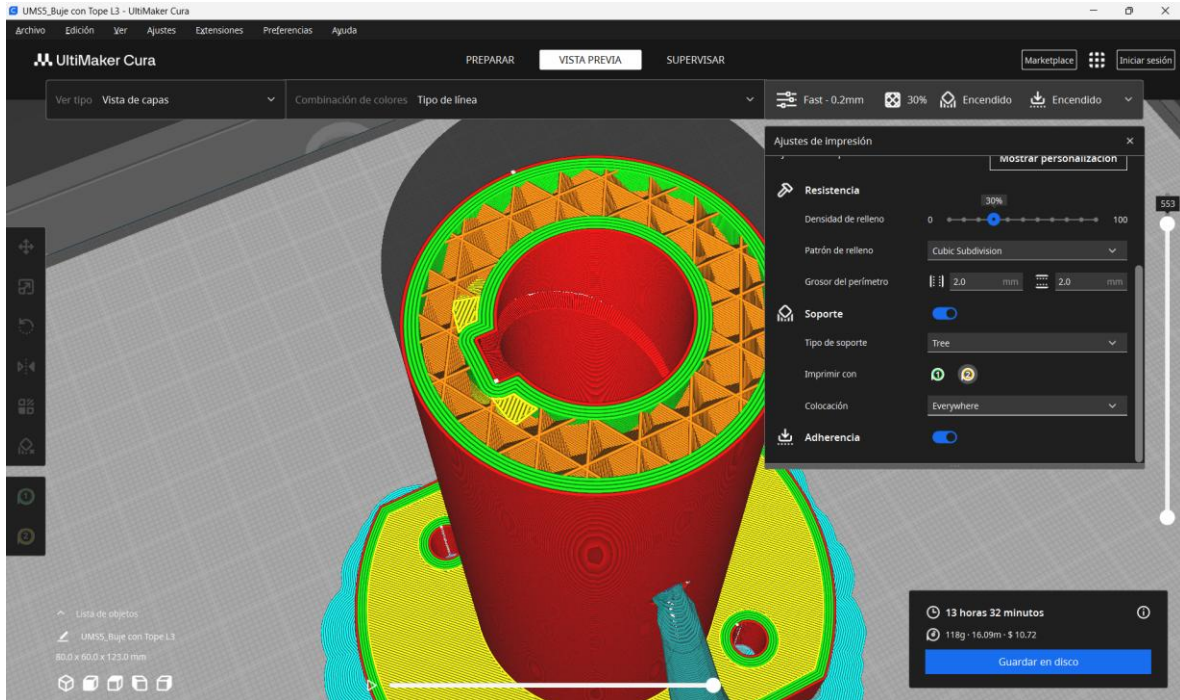 UMS5_Buje con Tope L3 - UltiMaker Cura
Archivo Edición Ver Ajustes Extensiones Preferencias Ayuda
UltiMaker Cura PREPARAR VISTA PREVIA SUPERVISAR Marketplace Iniciar sesión
Ver tipo Vista de capas Combinación de colores Tipo de línea Fast - 0.2mm 30% Encendido Encendido
Ajustes de impresión
Mostrar personalización
Resistencia
30%
Densidad de relleno 0 100
553
Patrón de relleno Cubic Subdivision
Grosor del perímetro 2.0 mm 2.0 mm
Soporte
Tipo de soporte Tree
Imprimir con 1 2
Colocación Everywhere
Adherencia
1
2
Lista de objetos
UMS5_Buje con Tope L3
80.0 x 60.0 x 123.0 mm
13 horas 32 minutos
118g · 16.09m · $ 10.72
Guardar en disco